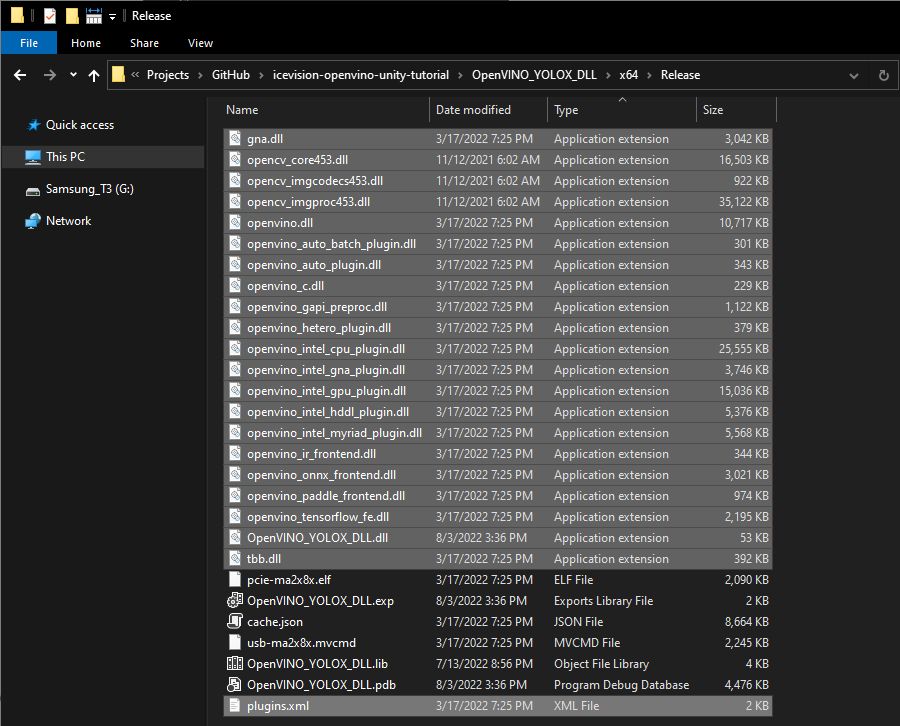 Release
File Home Share View
Projects GitHub icevision-openvino-unity-tutorial OpenVINO_YOLOX_DLL x64 Release
Quick access
This PC
Samsung_T3 (G:)
Network
Name Date modified Type Size
gna.dll 3/17/2022 7:25 PM Application extension 3,042 KB
opencv_core453.dll 11/12/2021 6:02 AM Application extension 16,503 KB
opencv_imgcodecs453.dll 11/12/2021 6:02 AM Application extension 922 KB
opencv_imgproc453.dll 11/12/2021 6:02 AM Application extension 35,122 KB
openvino.dll 3/17/2022 7:25 PM Application extension 10,717 KB
openvino_auto_batch_plugin.dll 3/17/2022 7:25 PM Application extension 301 KB
openvino_auto_plugin.dll 3/17/2022 7:25 PM Application extension 343 KB
openvino_c.dll 3/17/2022 7:25 PM Application extension 229 KB
openvino_gapi_preproc.dll 3/17/2022 7:25 PM Application extension 1,122 KB
openvino_hetero_plugin.dll 3/17/2022 7:25 PM Application extension 379 KB
openvino_intel_cpu_plugin.dll 3/17/2022 7:25 PM Application extension 25,555 KB
openvino_intel_gna_plugin.dll 3/17/2022 7:25 PM Application extension 3,746 KB
openvino_intel_gpu_plugin.dll 3/17/2022 7:25 PM Application extension 15,036 KB
openvino_intel_hddl_plugin.dll 3/17/2022 7:25 PM Application extension 5,376 KB
openvino_intel_myriad_plugin.dll 3/17/2022 7:25 PM Application extension 5,568 KB
openvino_ir_frontend.dll 3/17/2022 7:25 PM Application extension 344 KB
openvino_onnx_frontend.dll 3/17/2022 7:25 PM Application extension 3,021 KB
openvino_paddle_frontend.dll 3/17/2022 7:25 PM Application extension 974 KB
openvino_tensorflow_fe.dll 3/17/2022 7:25 PM Application extension 2,195 KB
OpenVINO_YOLOX_DLL.dll 8/3/2022 3:36 PM Application extension 53 KB
tbb.dll 3/17/2022 7:25 PM Application extension 392 KB
pcie-ma2x8x.elf 3/17/2022 7:25 PM ELF File 2,090 KB
OpenVINO_YOLOX_DLL.exp 8/3/2022 3:36 PM Exports Library File 2 KB
cache.json 3/17/2022 7:25 PM JSON File 8,664 KB
usb-ma2x8x.mvcmd 3/17/2022 7:25 PM MVCMD File 2,245 KB
OpenVINO_YOLOX_DLL.lib 7/13/2022 8:56 PM Object File Library 4 KB
OpenVINO_YOLOX_DLL.pdb 8/3/2022 3:36 PM Program Debug Database 4,476 KB
plugins.xml 3/17/2022 7:25 PM XML File 2 KB